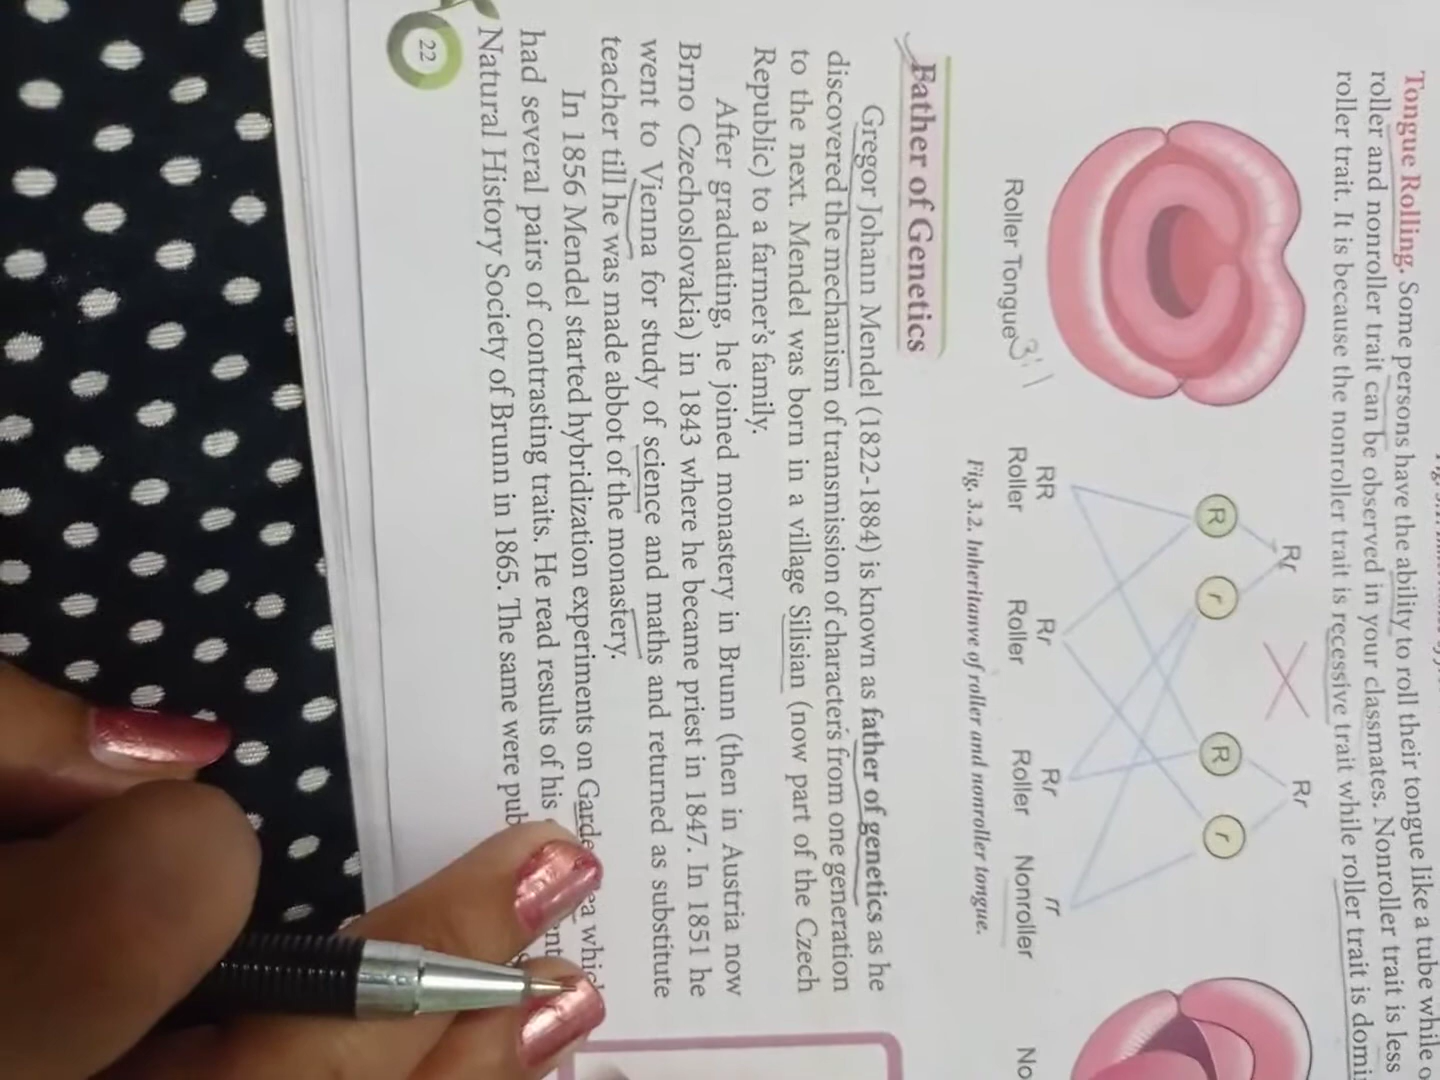 Tongue Rolling. Some persons have the ability to roll their tongue like a tube while
roller and nonroller trait can be observed in your classmates. Nonroller trait is less
roller trait. It is because the nonroller trait is recessive trait while roller trait is
Rr Rr
R r R r
RR Rr Rr rr
Roller Roller Roller Nonroller
Roller Tongue 3:1
Fig. 3.2. Inheritanve of roller and nonroller tongue.
Father of Genetics
Gregor Johann Mendel (1822-1884) is known as father of genetics as he
discovered the mechanism of transmission of characters from one generation
to the next. Mendel was born in a village Silisian (now part of the Czech
Republic) to a farmer's family.
After graduating, he joined monastery in Brunn (then in Austria now
Brno Czechoslovakia) in 1843 where he became priest in 1847. In 1851 he
went to Vienna for study of science and maths and returned as substitute
teacher till he was made abbot of the monastery.
In 1856 Mendel started hybridization experiments on
had several pairs of contrasting traits. He read results of his
Natural History Society of Brunn in 1865. The same were
22